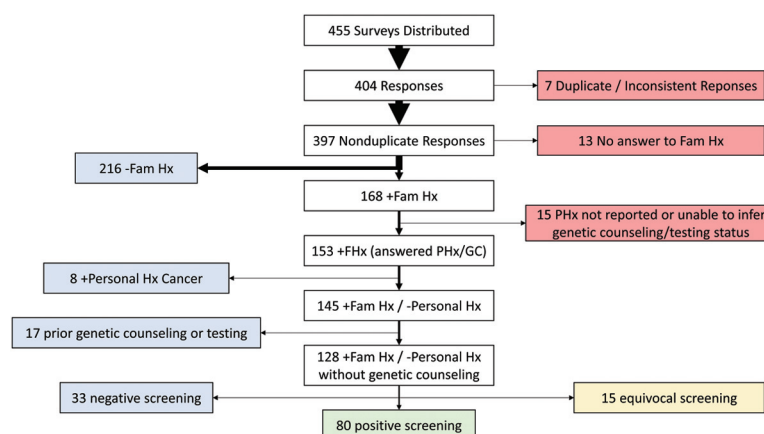 455 Surveys Distributed
404 Responses
7 Duplicate / Inconsistent Reponses
397 Nonduplicate Responses
13 No answer to Fam Hx
216 -Fam Hx
168 +Fam Hx
15 PHx not reported or unable to infer
genetic counseling/testing status
153 +FHx (answered PHx/GC)
8 +Personal Hx Cancer
145 +Fam Hx / -Personal Hx
17 prior genetic counseling or testing
128 +Fam Hx / -Personal Hx
without genetic counseling
33 negative screening
15 equivocal screening
80 positive screening